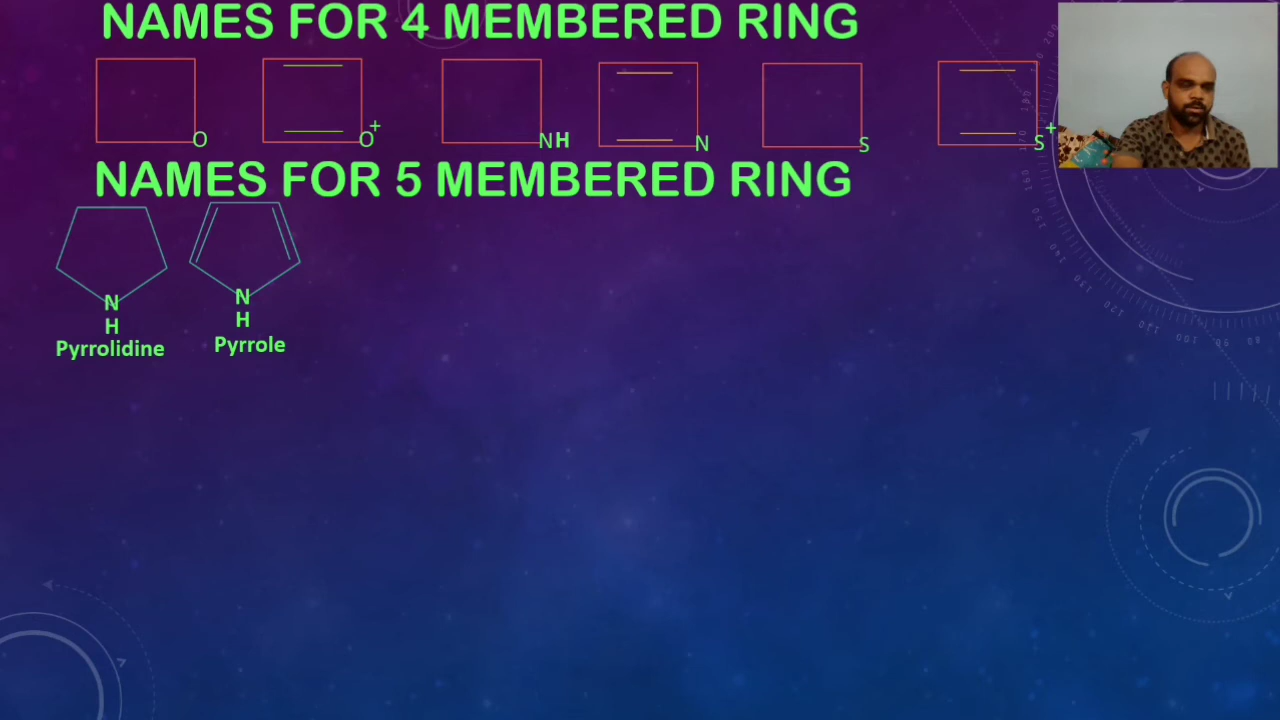 NAMES FOR 4 MEMBERED RING
O O+ NH N S S+
NAMES FOR 5 MEMBERED RING
N N
H H
Pyrrolidine Pyrrole